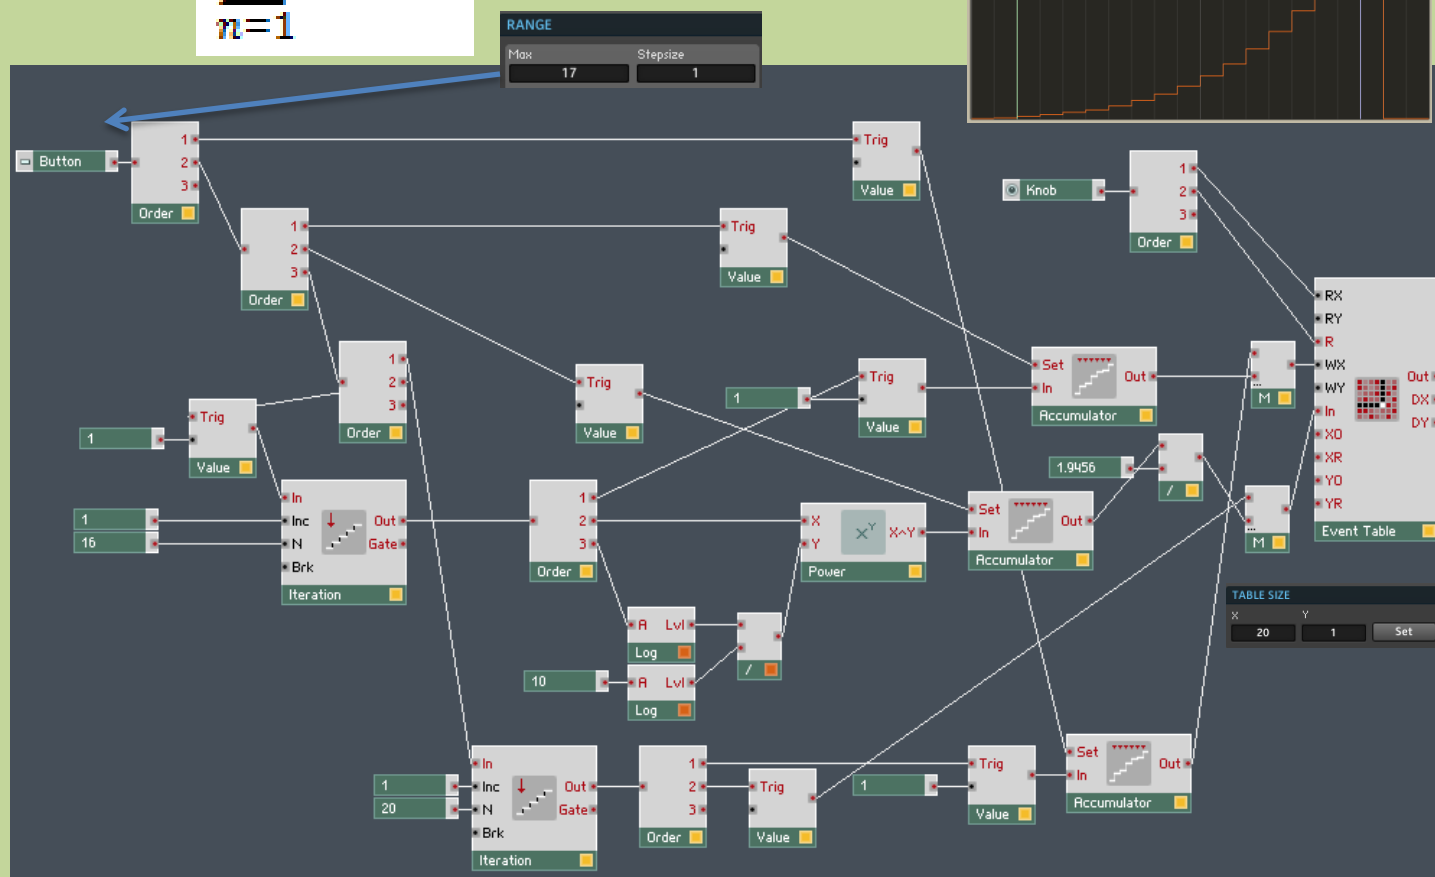 n=1
RANGE
Max Stepsize
17 1
Button
1
2
3
Order
Trig
Value
Knob
1
2
3
Order
1
2
3
Order
Trig
Value
RX
RY
R
WX
WY
In
XO
XR
YO
YR
Out
DX
DY
Event Table
1
2
3
Order
Trig
Value
1
Trig
Value
Set
In
Out
Accumulator
...
M
1
Trig
Value
1.9456
/
...
M
1
16
In
Inc
N
Brk
Out
Gate
Iteration
1
2
3
Order
X
Y
X^Y
X^Y
Power
Set
In
Out
Accumulator
A Lvl
Log
/
10
A Lvl
Log
TABLE SIZE
X Y
20 1 Set
1
20
In
Inc
N
Brk
Out
Gate
Iteration
1
2
3
Order
Trig
Value
1
Trig
Value
Set
In
Out
Accumulator